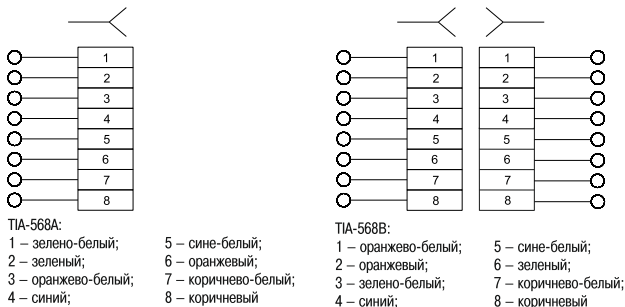 1
2
3
4
5
6
7
8
1
2
3
4
5
6
7
8
1
2
3
4
5
6
7
8
TIA-568A:
1 – зелено-белый;
2 – зеленый;
3 – оранжево-белый;
4 – синий;
5 – сине-белый;
6 – оранжевый;
7 – коричнево-белый;
8 – коричневый
TIA-568B:
1 – оранжево-белый;
2 – оранжевый;
3 – зелено-белый;
4 – синий;
5 – сине-белый;
6 – зеленый;
7 – коричнево-белый;
8 – коричневый